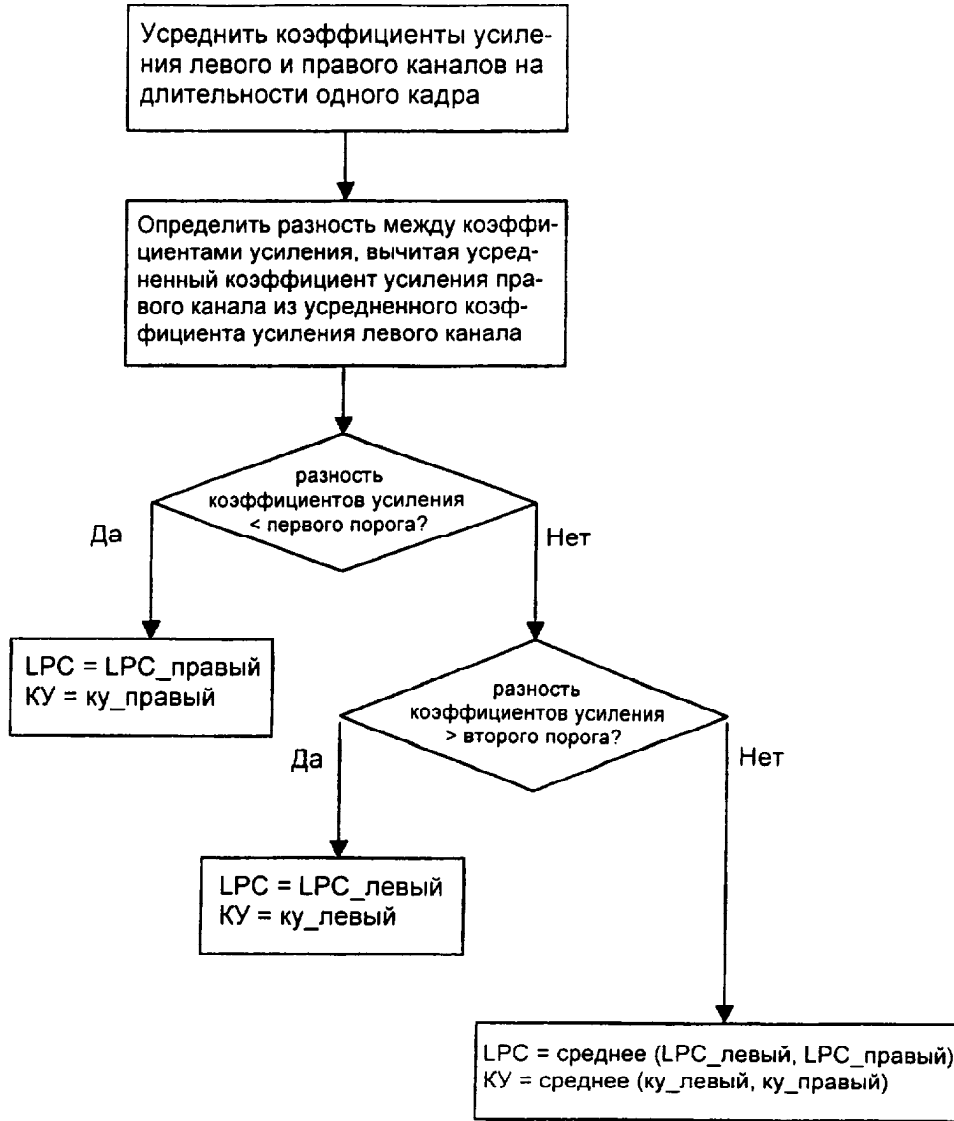 Усреднить коэффициенты усиле-
ния левого и правого каналов на
длительности одного кадра
Определить разность между коэффи-
циентами усиления, вычитая усред-
ненный коэффициент усиления пра-
вого канала из усредненного коэф-
фициента усиления левого канала
разность
коэффициентов усиления
< первого порога?
Да
Нет
LPC = LPC_правый
КУ = ку_правый
разность
коэффициентов усиления
> второго порога?
Да
Нет
LPC = LPC_левый
КУ = ку_левый
LPC = среднее (LPC_левый, LPC_правый)
КУ = среднее (ку_левый, ку_правый)